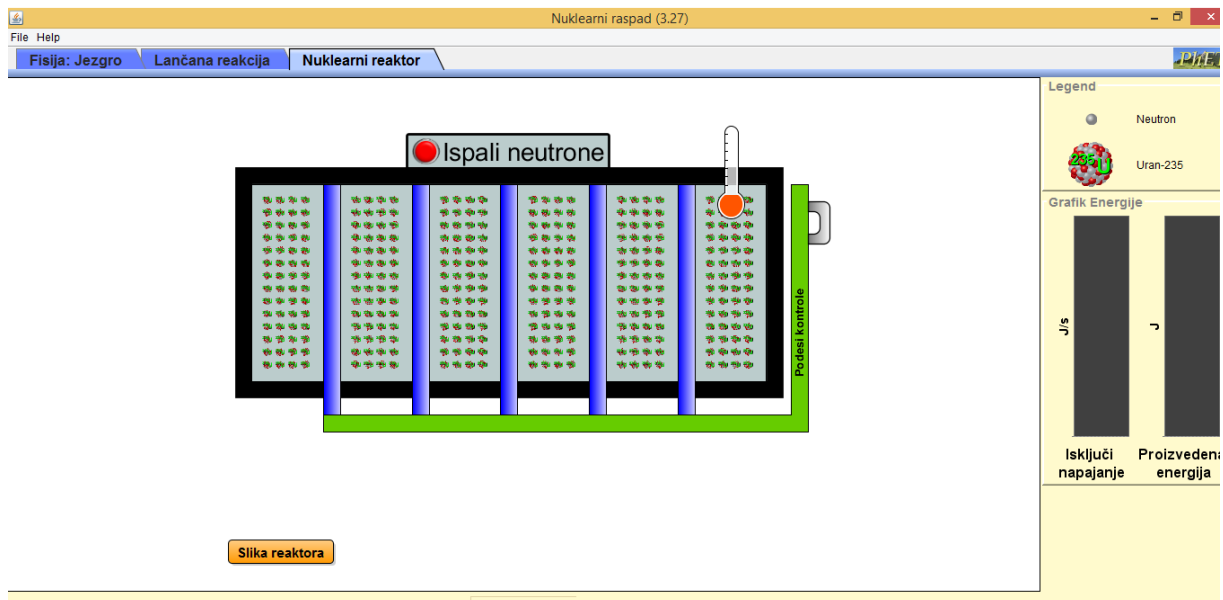 Nuklearni raspad (3.27)
File Help
Fisija: Jezgro Lančana reakcija Nuklearni reaktor
PhET
Legend
Neutron
235 U
Uran-235
Ispali neutrone
Podesi kontrole
Grafik Energije
J/s
J
Isključi napajanje
Proizvedena energija
Slika reaktora